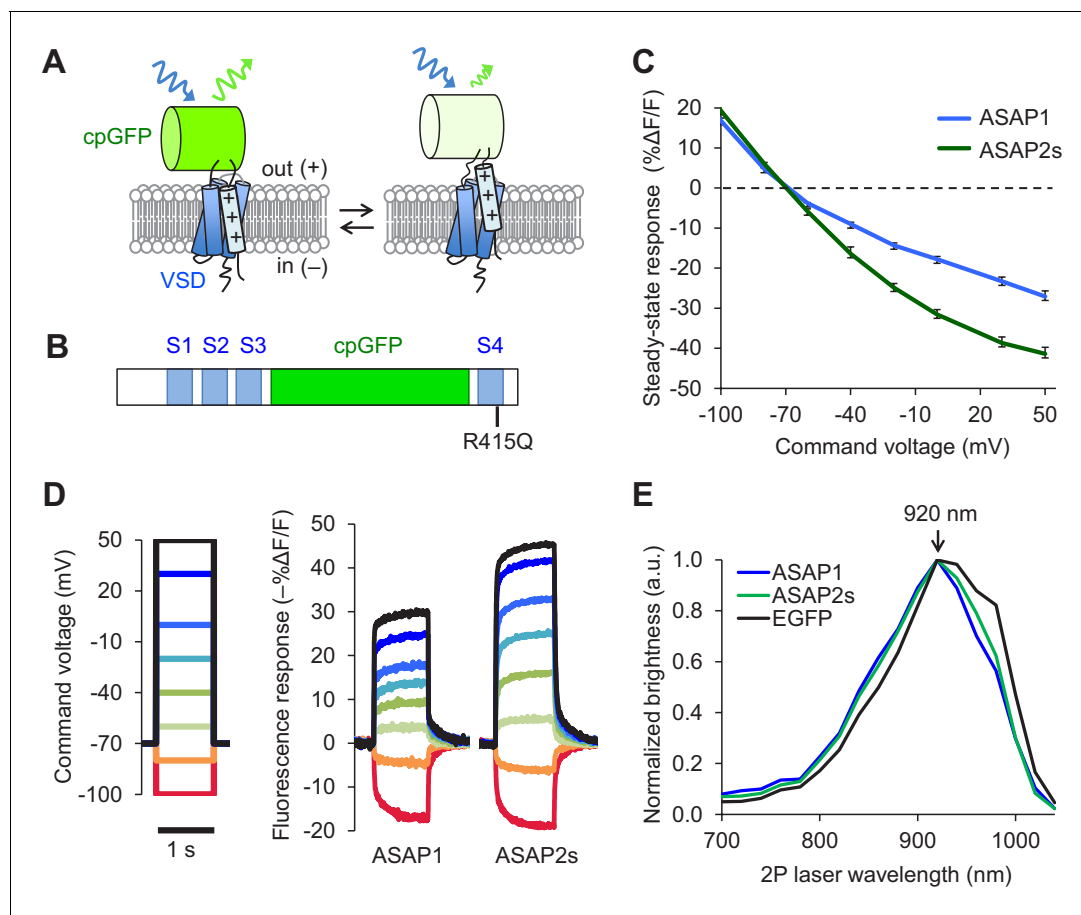 A
cpGFP
out (+)
+
+
+
in (–)
VSD
+
+
+
B
S1 S2 S3 cpGFP S4
R415Q
C
Steady-state response (%ΔF/F)
20
10
0
-10
-20
-30
-40
-50
-100 -70 -40 -10 20 50
Command voltage (mV)
ASAP1
ASAP2s
D
Command voltage (mV)
50
20
-10
-40
-70
-100
1 s
Fluorescence response (–%ΔF/F)
50
40
30
20
10
0
-10
-20
ASAP1 ASAP2s
E
920 nm
Normalized brightness (a.u.)
1.0
0.8
0.6
0.4
0.2
0.0
ASAP1
ASAP2s
EGFP
700 800 900 1000
2P laser wavelength (nm)